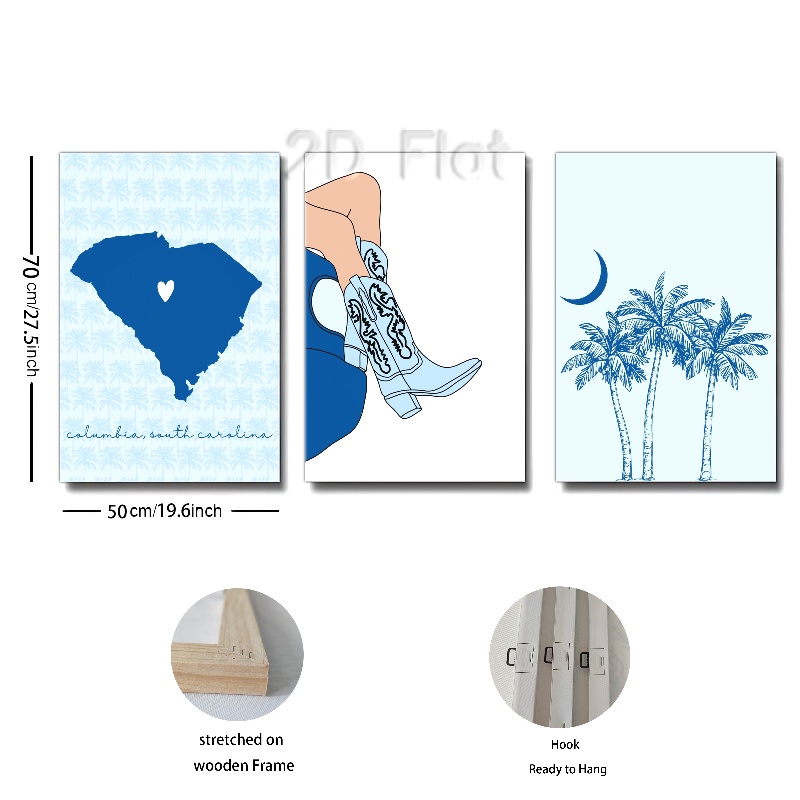 2D Flat
70 cm/27.5inch
columbia, south carolina
50 cm/19.6inch
stretched on
wooden Frame
Hook
Ready to Hang